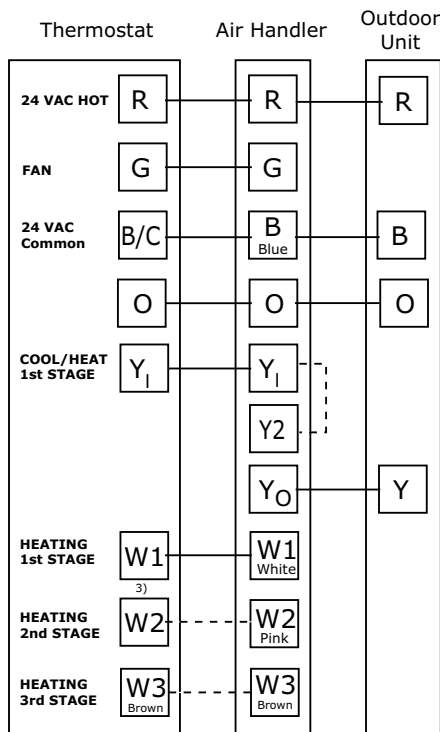 Thermostat Air Handler Outdoor Unit
24 VAC HOT R R R
FAN G G
24 VAC Common B/C B Blue B
O O O
COOL/HEAT 1st STAGE Y1 Y1
Y2
YO Y
HEATING 1st STAGE W1 W1 White
3)
HEATING 2nd STAGE W2 W2 Pink
HEATING 3rd STAGE W3 Brown W3 Brown